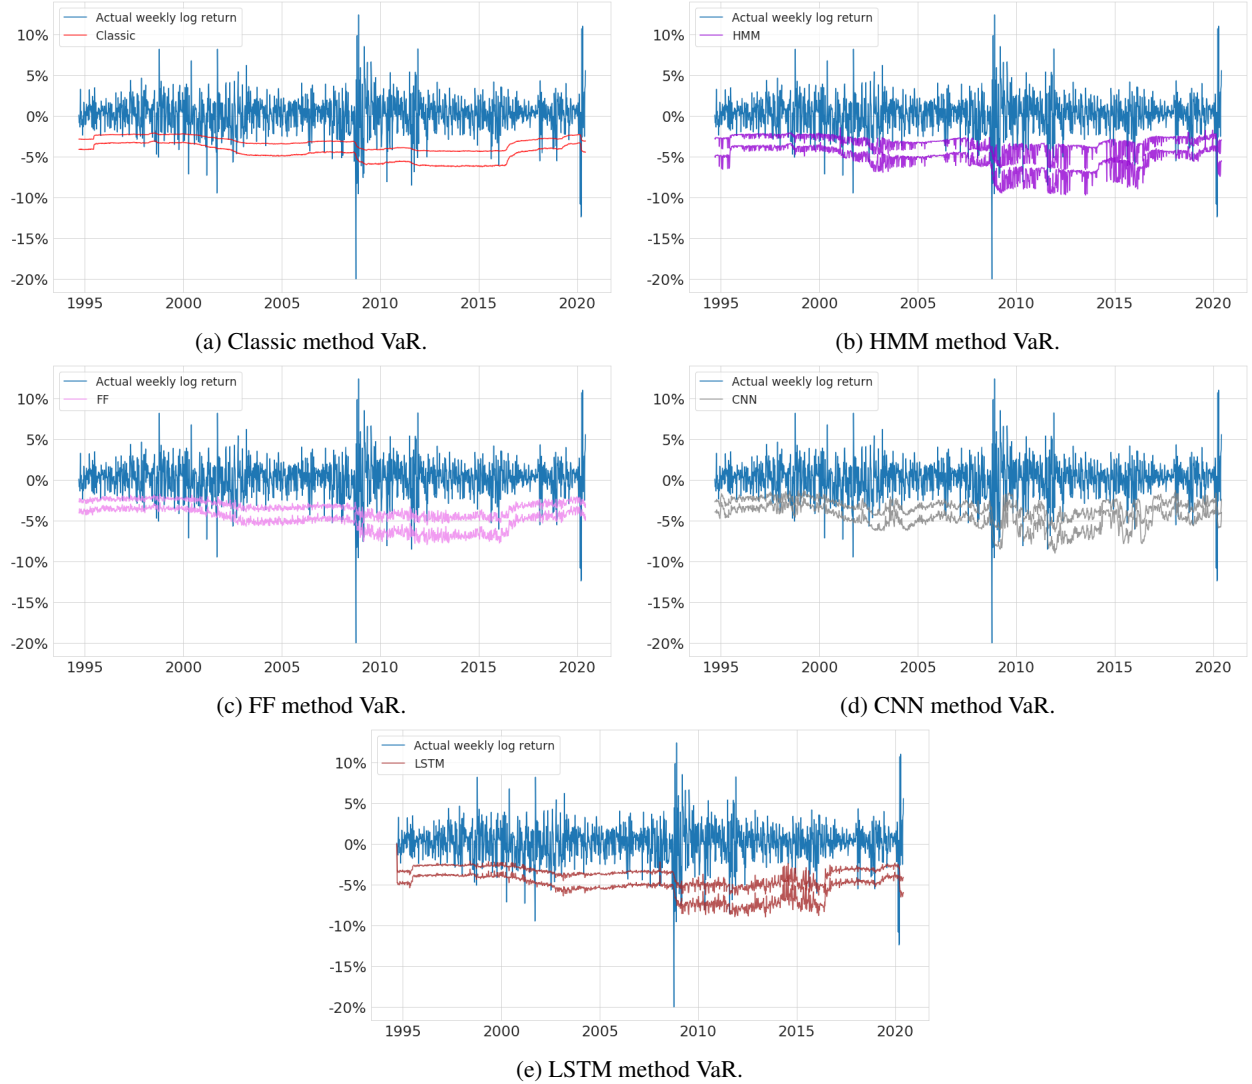 Actual weekly log return
Classic
10%
5%
0%
-5%
-10%
-15%
-20%
1995 2000 2005 2010 2015 2020
(a) Classic method VaR.
Actual weekly log return
HMM
10%
5%
0%
-5%
-10%
-15%
-20%
1995 2000 2005 2010 2015 2020
(b) HMM method VaR.
Actual weekly log return
FF
10%
5%
0%
-5%
-10%
-15%
-20%
1995 2000 2005 2010 2015 2020
(c) FF method VaR.
Actual weekly log return
CNN
10%
5%
0%
-5%
-10%
-15%
-20%
1995 2000 2005 2010 2015 2020
(d) CNN method VaR.
Actual weekly log return
LSTM
10%
5%
0%
-5%
-10%
-15%
-20%
1995 2000 2005 2010 2015 2020
(e) LSTM method VaR.